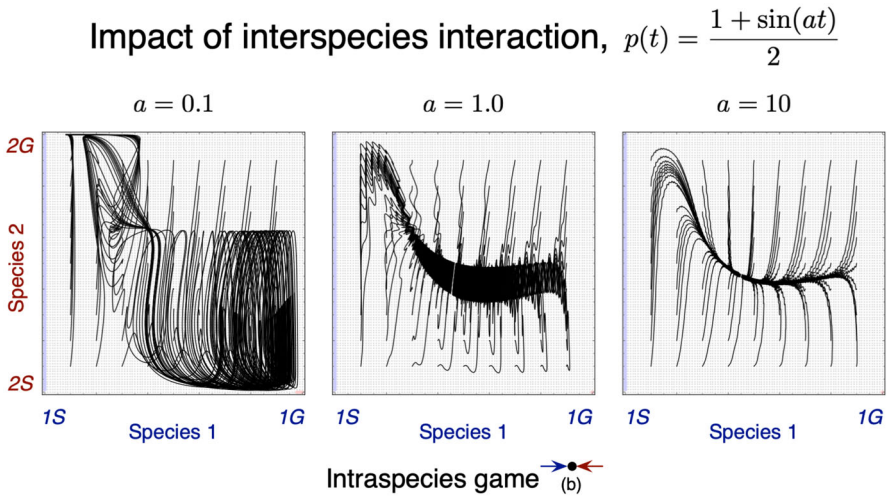 Impact of interspecies interaction, p(t) = \frac{1 + \sin(at)}{2}
a = 0.1
a = 1.0
a = 10
2G
Species 2
2S
1S
1G
Species 1
1S
1G
Species 1
1S
1G
Species 1
Intraspecies game
(b)